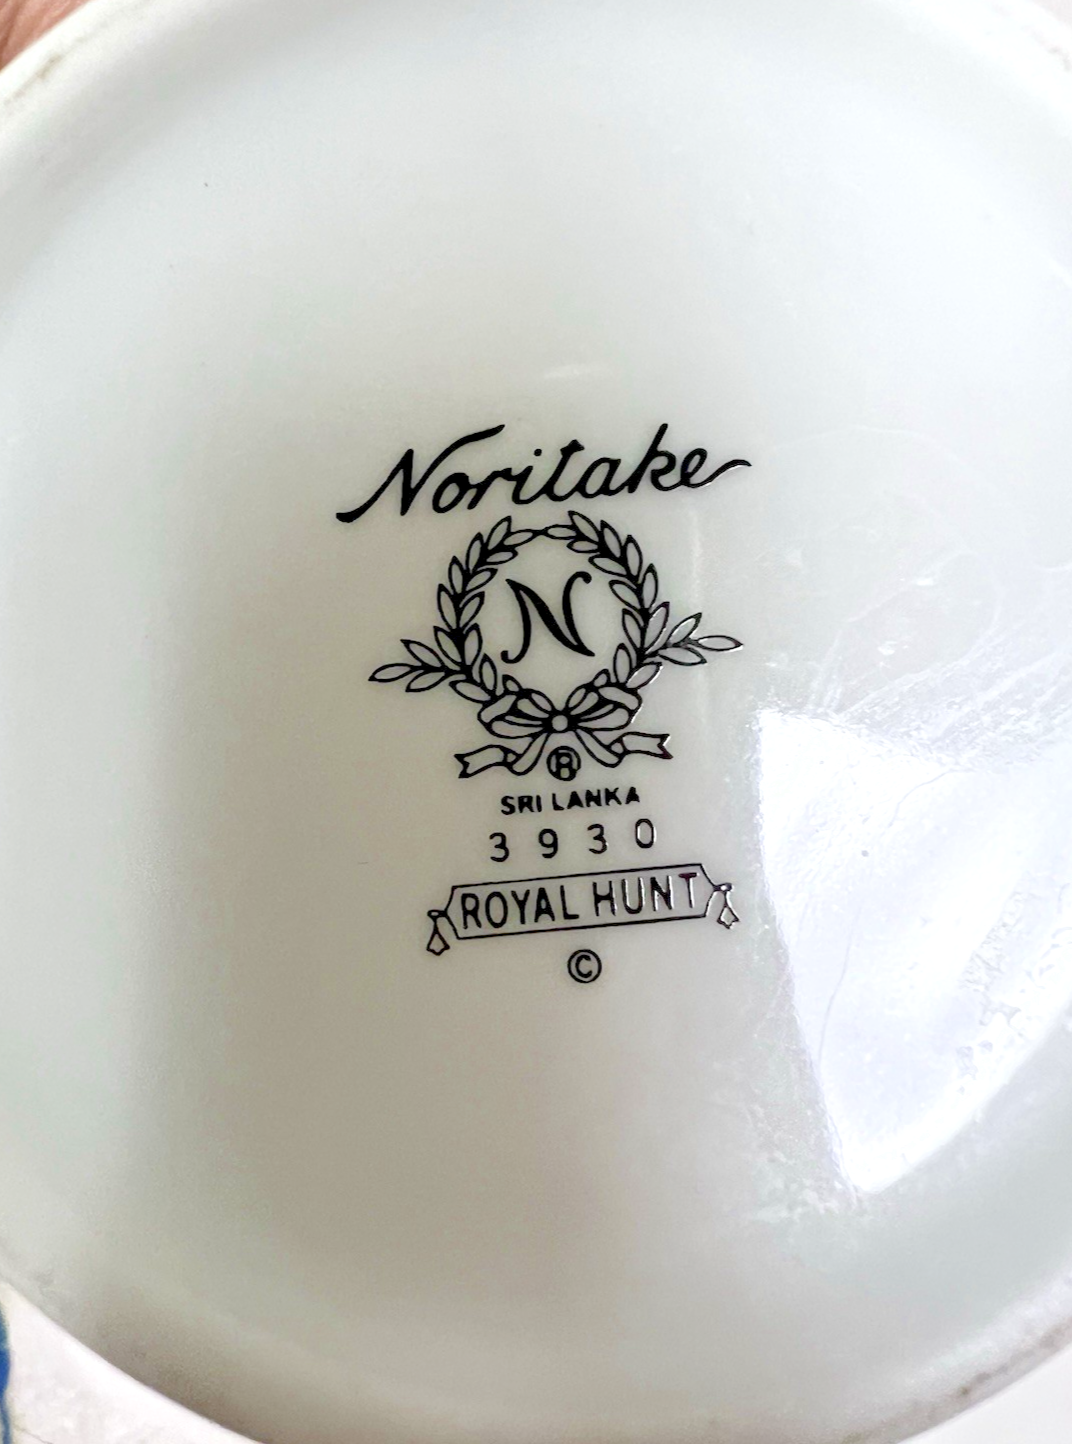 Noritake
N
®
SRI LANKA
3930
ROYAL HUNT
©